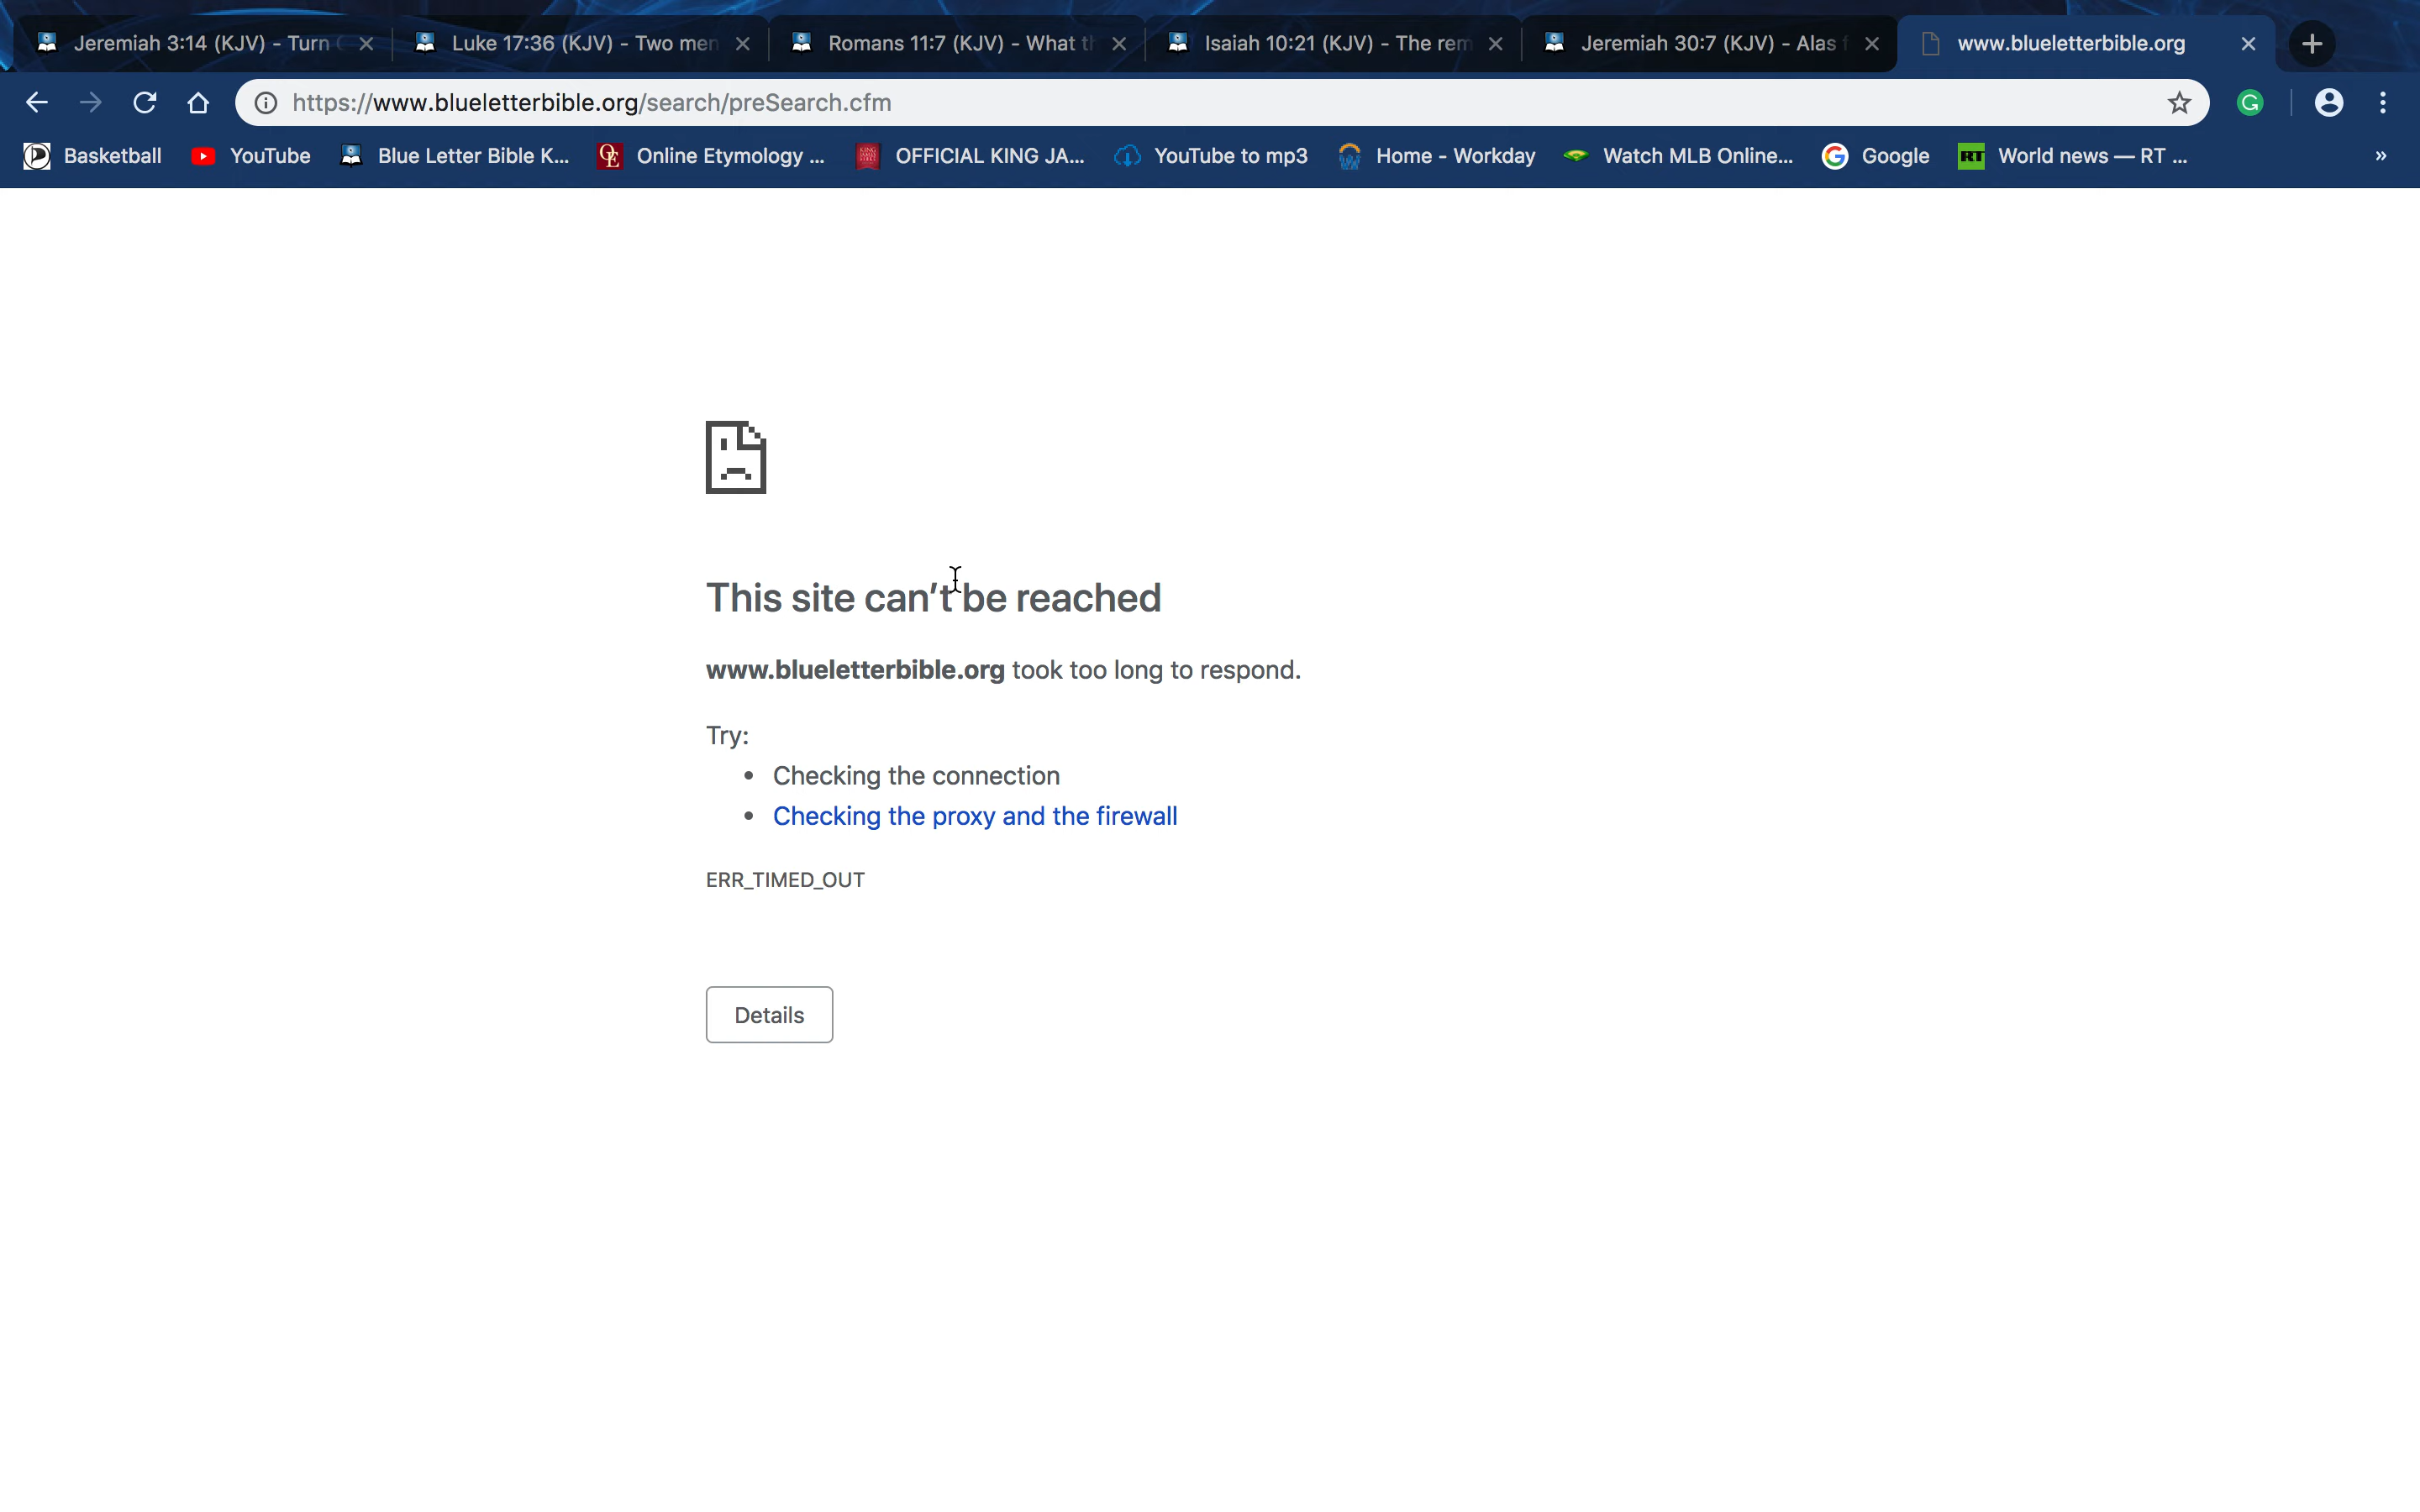 Jeremiah 3:14 (KJV) - Turn
Luke 17:36 (KJV) - Two men
Romans 11:7 (KJV) - What th
Isaiah 10:21 (KJV) - The rem
Jeremiah 30:7 (KJV) - Alas f
www.blueletterbible.org
https://www.blueletterbible.org/search/preSearch.cfm
Basketball
YouTube
Blue Letter Bible K...
Online Etymology ...
OFFICIAL KING JA...
YouTube to mp3
Home - Workday
Watch MLB Online...
Google
RT
World news — RT ...
»
This site can't be reached
www.blueletterbible.org took too long to respond.
Try:
• Checking the connection
• Checking the proxy and the firewall
ERR_TIMED_OUT
Details